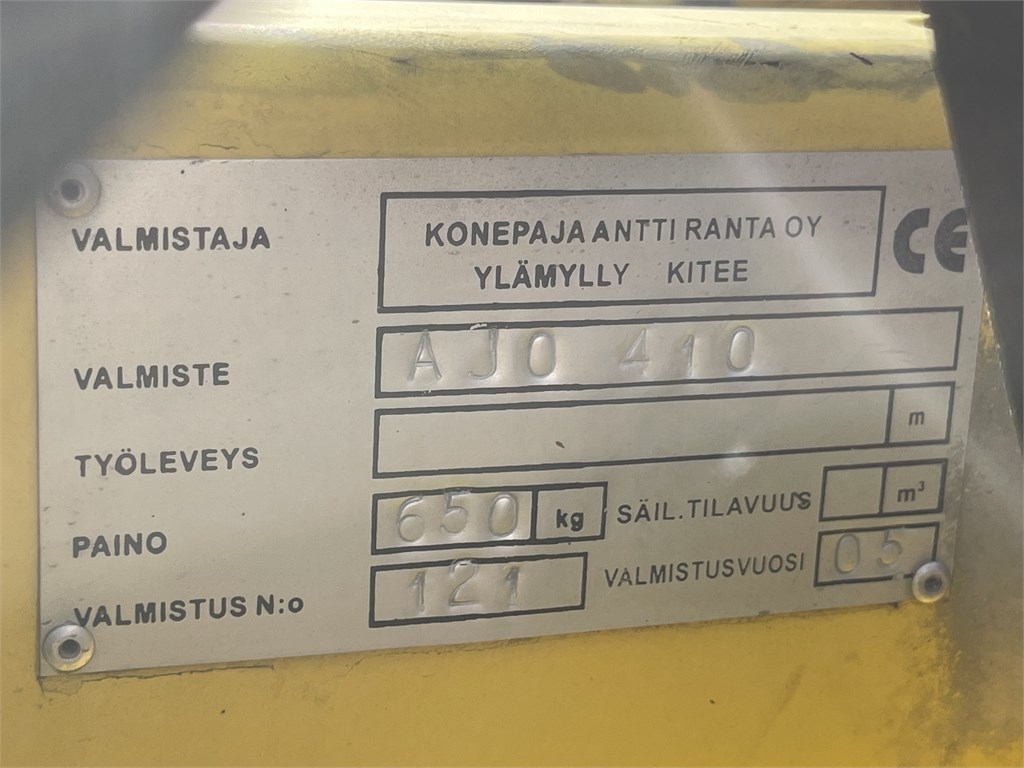 VALMISTAJA KONEPAJA ANTTI RANTA OY CE
YLÄMYLLY KITEE
VALMISTE AJO 410
TYÖLEVEYS m
PAINO 650 kg SÄIL. TILAVUUS m³
VALMISTUS N:o 121 VALMISTUSVUOSI 05